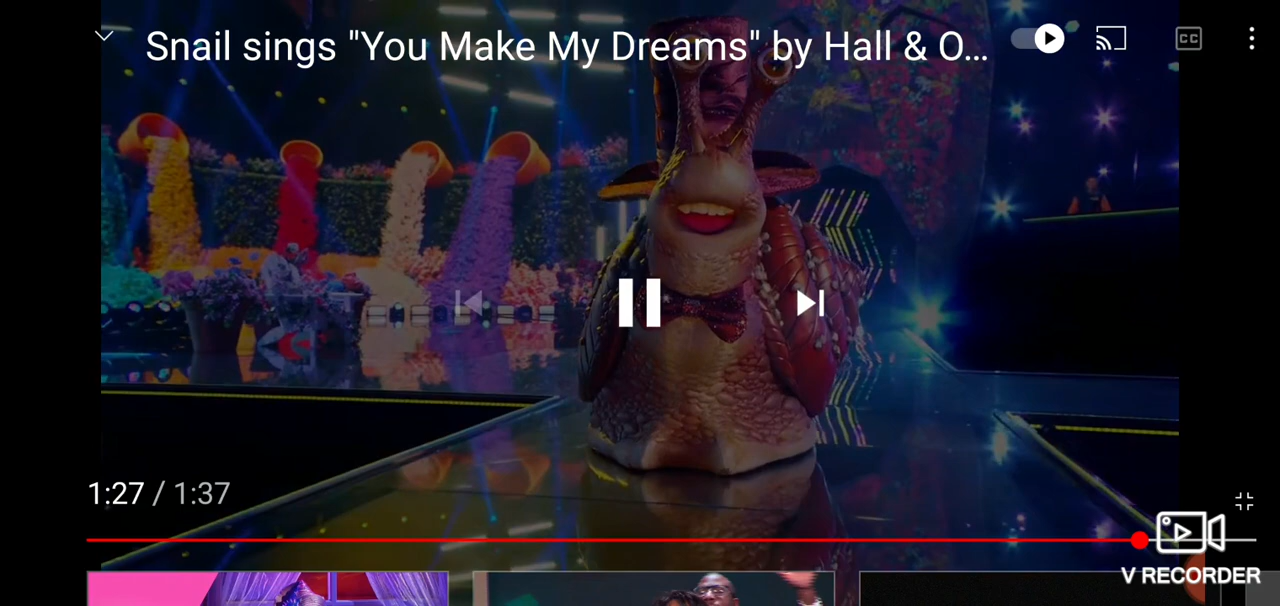 Snail sings "You Make My Dreams" by Hall & O...
CC
1:27 / 1:37
V RECORDER